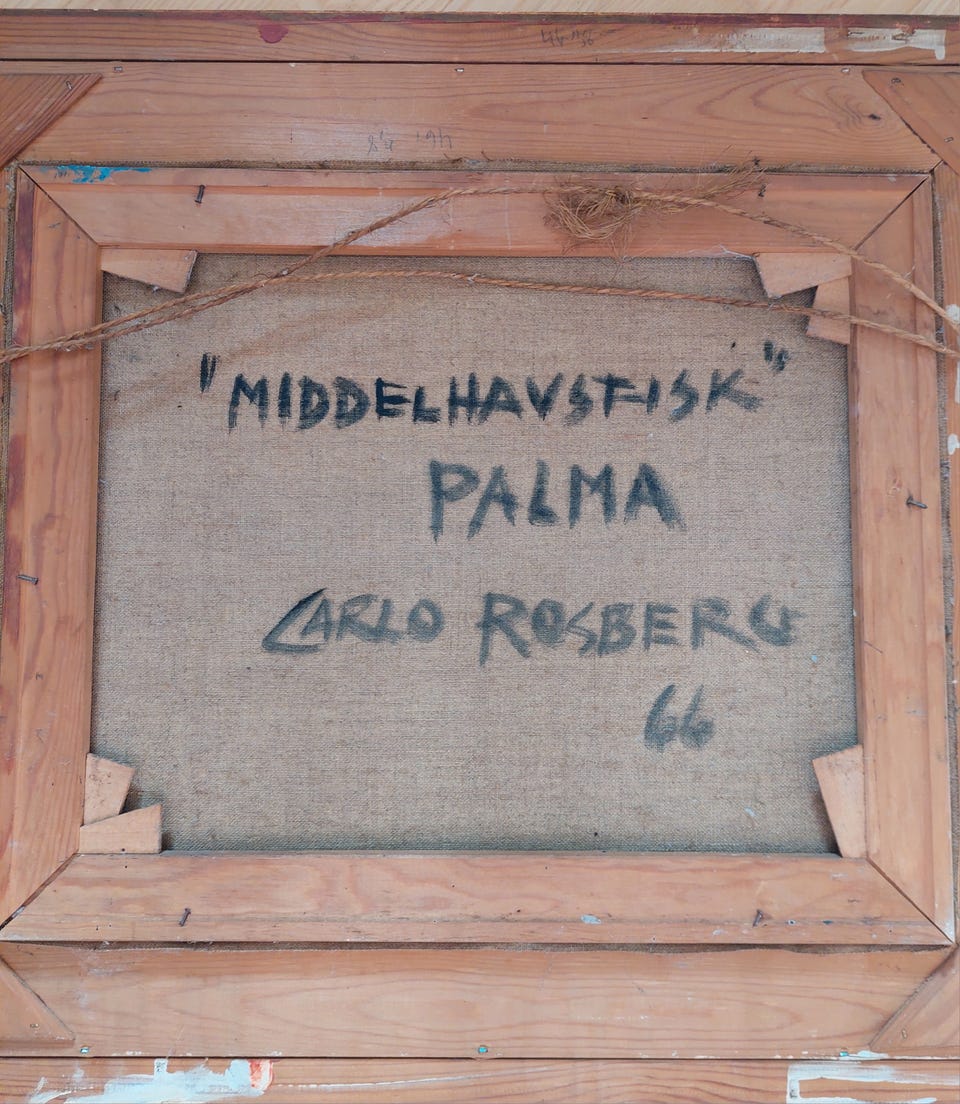 "MIDDELHAVSFISK"
PALMA
CARLO ROSBERG
66